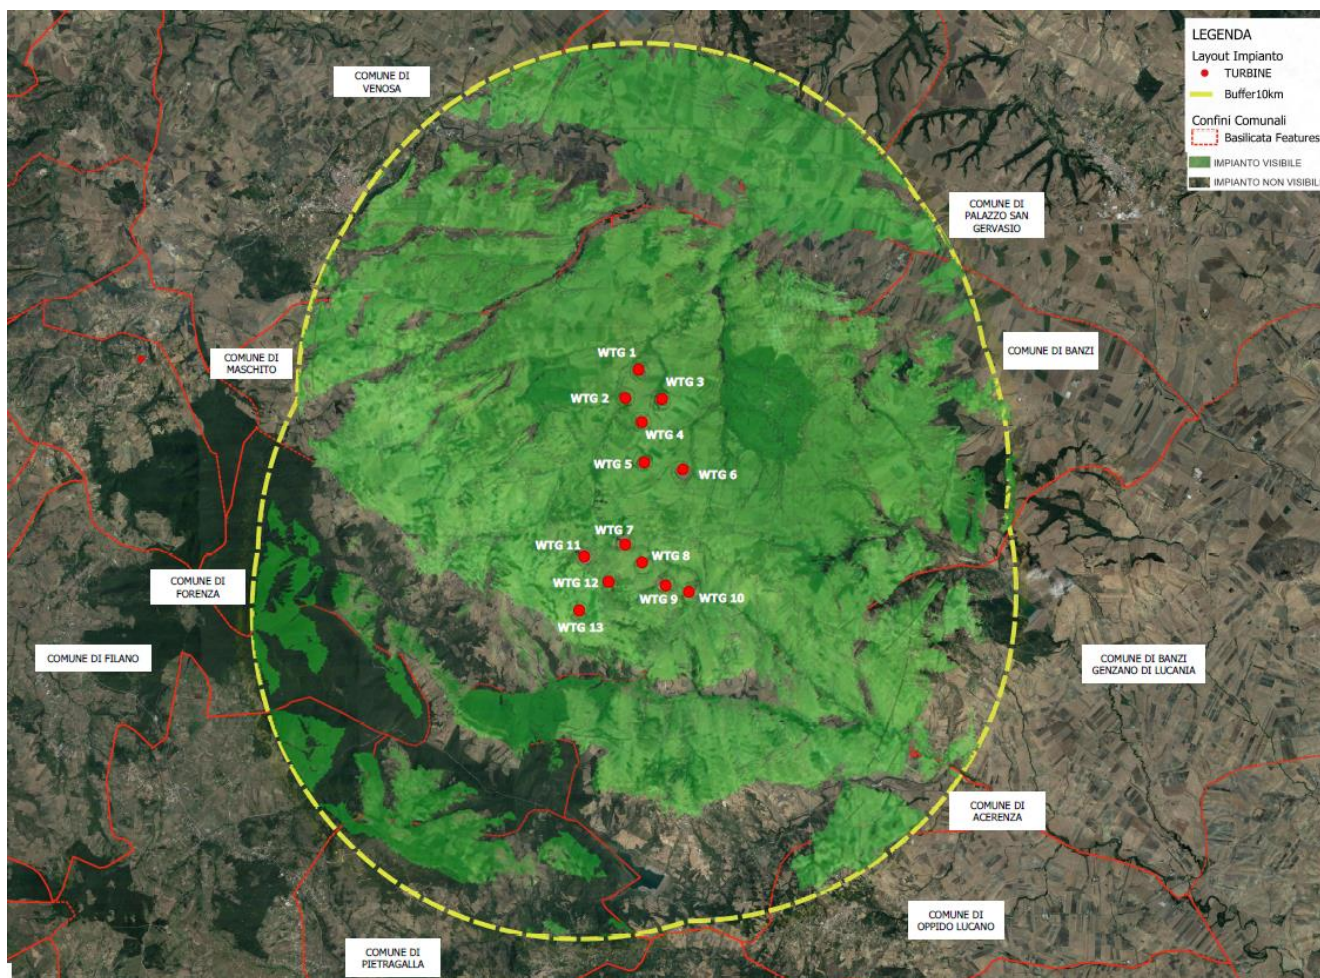 LEGENDA
Layout Impianto
TURBINE
Buffer10km
Confini Comunali
Basilicata Features
IMPIANTO VISIBILE
IMPIANTO NON VISIBILE
COMUNE DI
VENOSA
COMUNE DI
PALAZZO SAN
GERVASIO
COMUNE DI BANZI
COMUNE DI
MASCHITO
WTG 1
WTG 3
WTG 2
WTG 4
WTG 5
WTG 6
WTG 7
WTG 11
WTG 8
WTG 12
WTG 9
WTG 10
WTG 13
COMUNE DI
FORENZA
COMUNE DI FILANO
COMUNE DI BANZI
GENZANO DI LUCANIA
COMUNE DI
ACERENZA
COMUNE DI
OPPIDO LUCANO
COMUNE DI
PIETRAGALLA